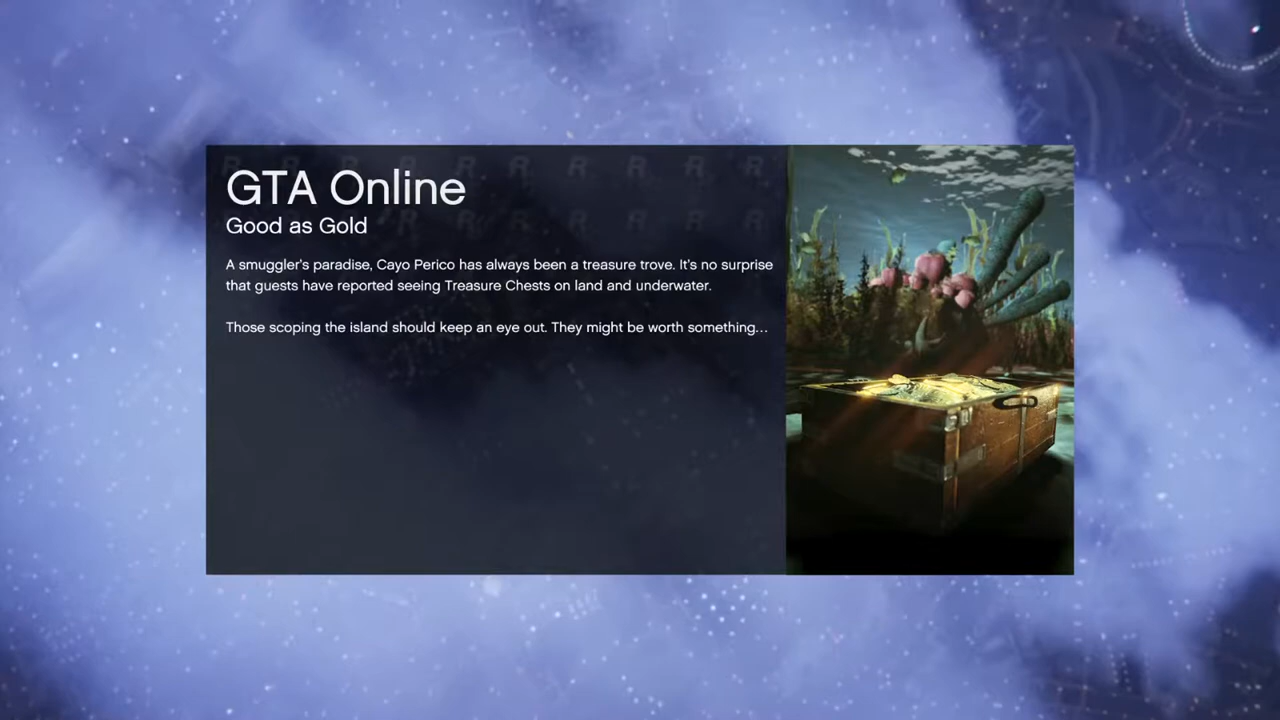 GTA Online
Good as Gold
A smuggler's paradise, Cayo Perico has always been a treasure trove. It's no surprise
that guests have reported seeing Treasure Chests on land and underwater.
Those scoping the island should keep an eye out. They might be worth something...